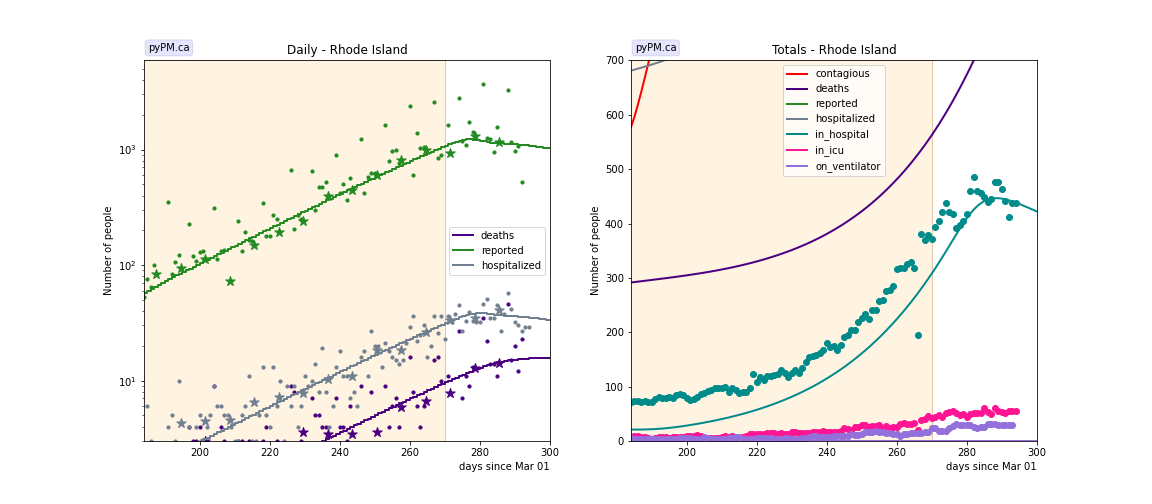 pyPM.ca
Daily - Rhode Island
Number of people
10³
10²
10¹
deaths
reported
hospitalized
200
220
240
260
280
300
days since Mar 01
pyPM.ca
Totals - Rhode Island
Number of people
700
600
500
400
300
200
100
0
contagious
deaths
reported
hospitalized
in_hospital
in_icu
on_ventilator
200
220
240
260
280
300
days since Mar 01